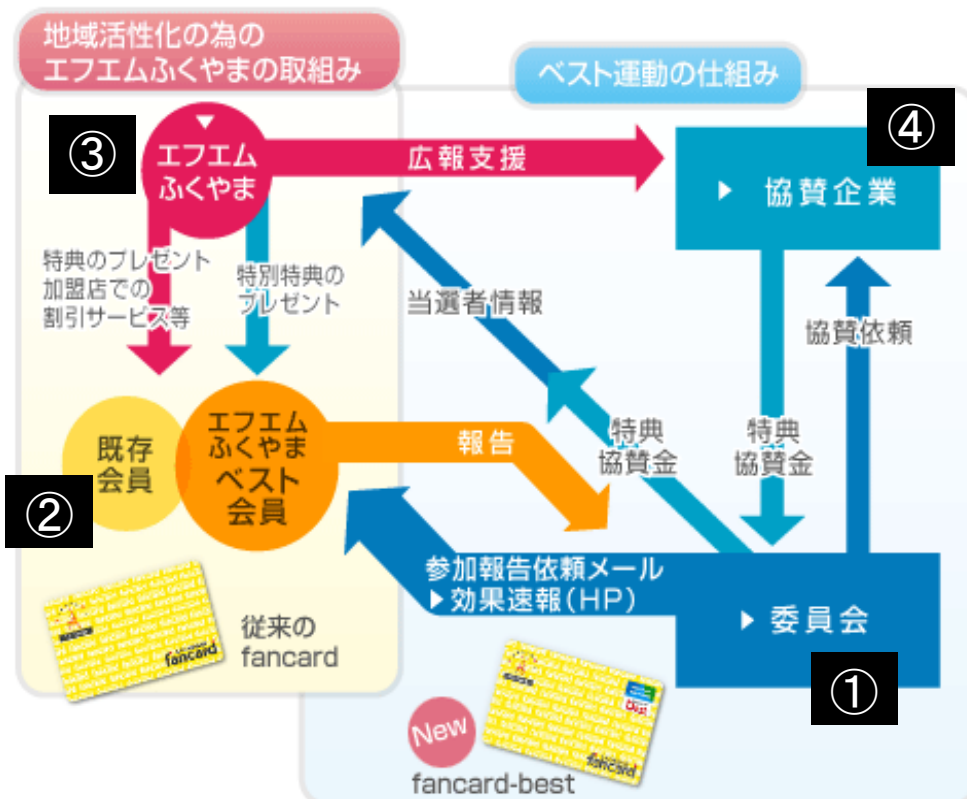 地域活性化の為の
エフエムふくやまの取組み
ベスト運動の仕組み
③
▼
エフエム
ふくやま
広報支援
④
▶ 協賛企業
特典のプレゼント
加盟店での
割引サービス等
特別特典の
プレゼント
当選者情報
協賛依頼
特典
協賛金
特典
協賛金
既存
会員
エフエム
ふくやま
ベスト
会員
報告
②
参加報告依頼メール
▶効果速報(HP)
▶ 委員会
①
fancard
従来の
fancard
fancard
New
fancard-best